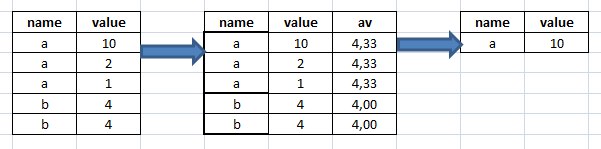 name value name value av name value
a 10 a 10 4,33 a 10
a 2 a 2 4,33
a 1 a 1 4,33
b 4 b 4 4,00
b 4 b 4 4,00